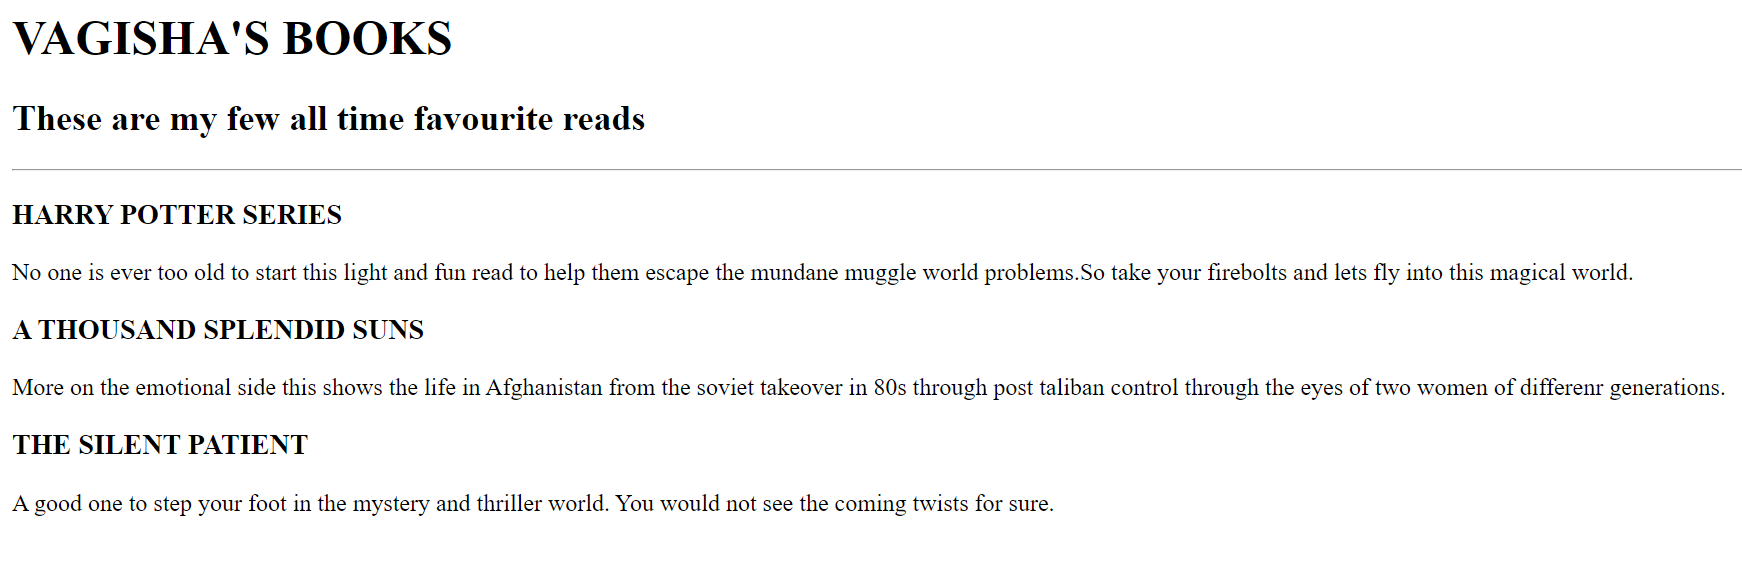 VAGISHA'S BOOKS
These are my few all time favourite reads
HARRY POTTER SERIES
No one is ever too old to start this light and fun read to help them escape the mundane muggle world problems.So take your firebolts and lets fly into this magical world.
A THOUSAND SPLENDID SUNS
More on the emotional side this shows the life in Afghanistan from the soviet takeover in 80s through post taliban control through the eyes of two women of differenr generations.
THE SILENT PATIENT
A good one to step your foot in the mystery and thriller world. You would not see the coming twists for sure.